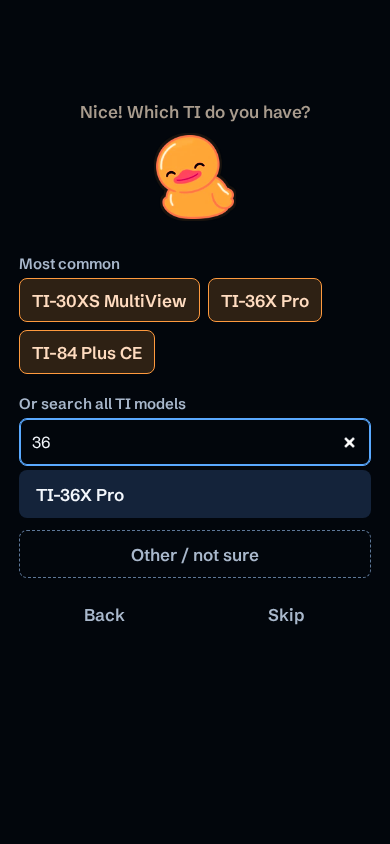 Nice! Which TI do you have?
Most common
TI-30XS MultiView
TI-36X Pro
TI-84 Plus CE
Or search all TI models
36
TI-36X Pro
Other / not sure
Back
Skip